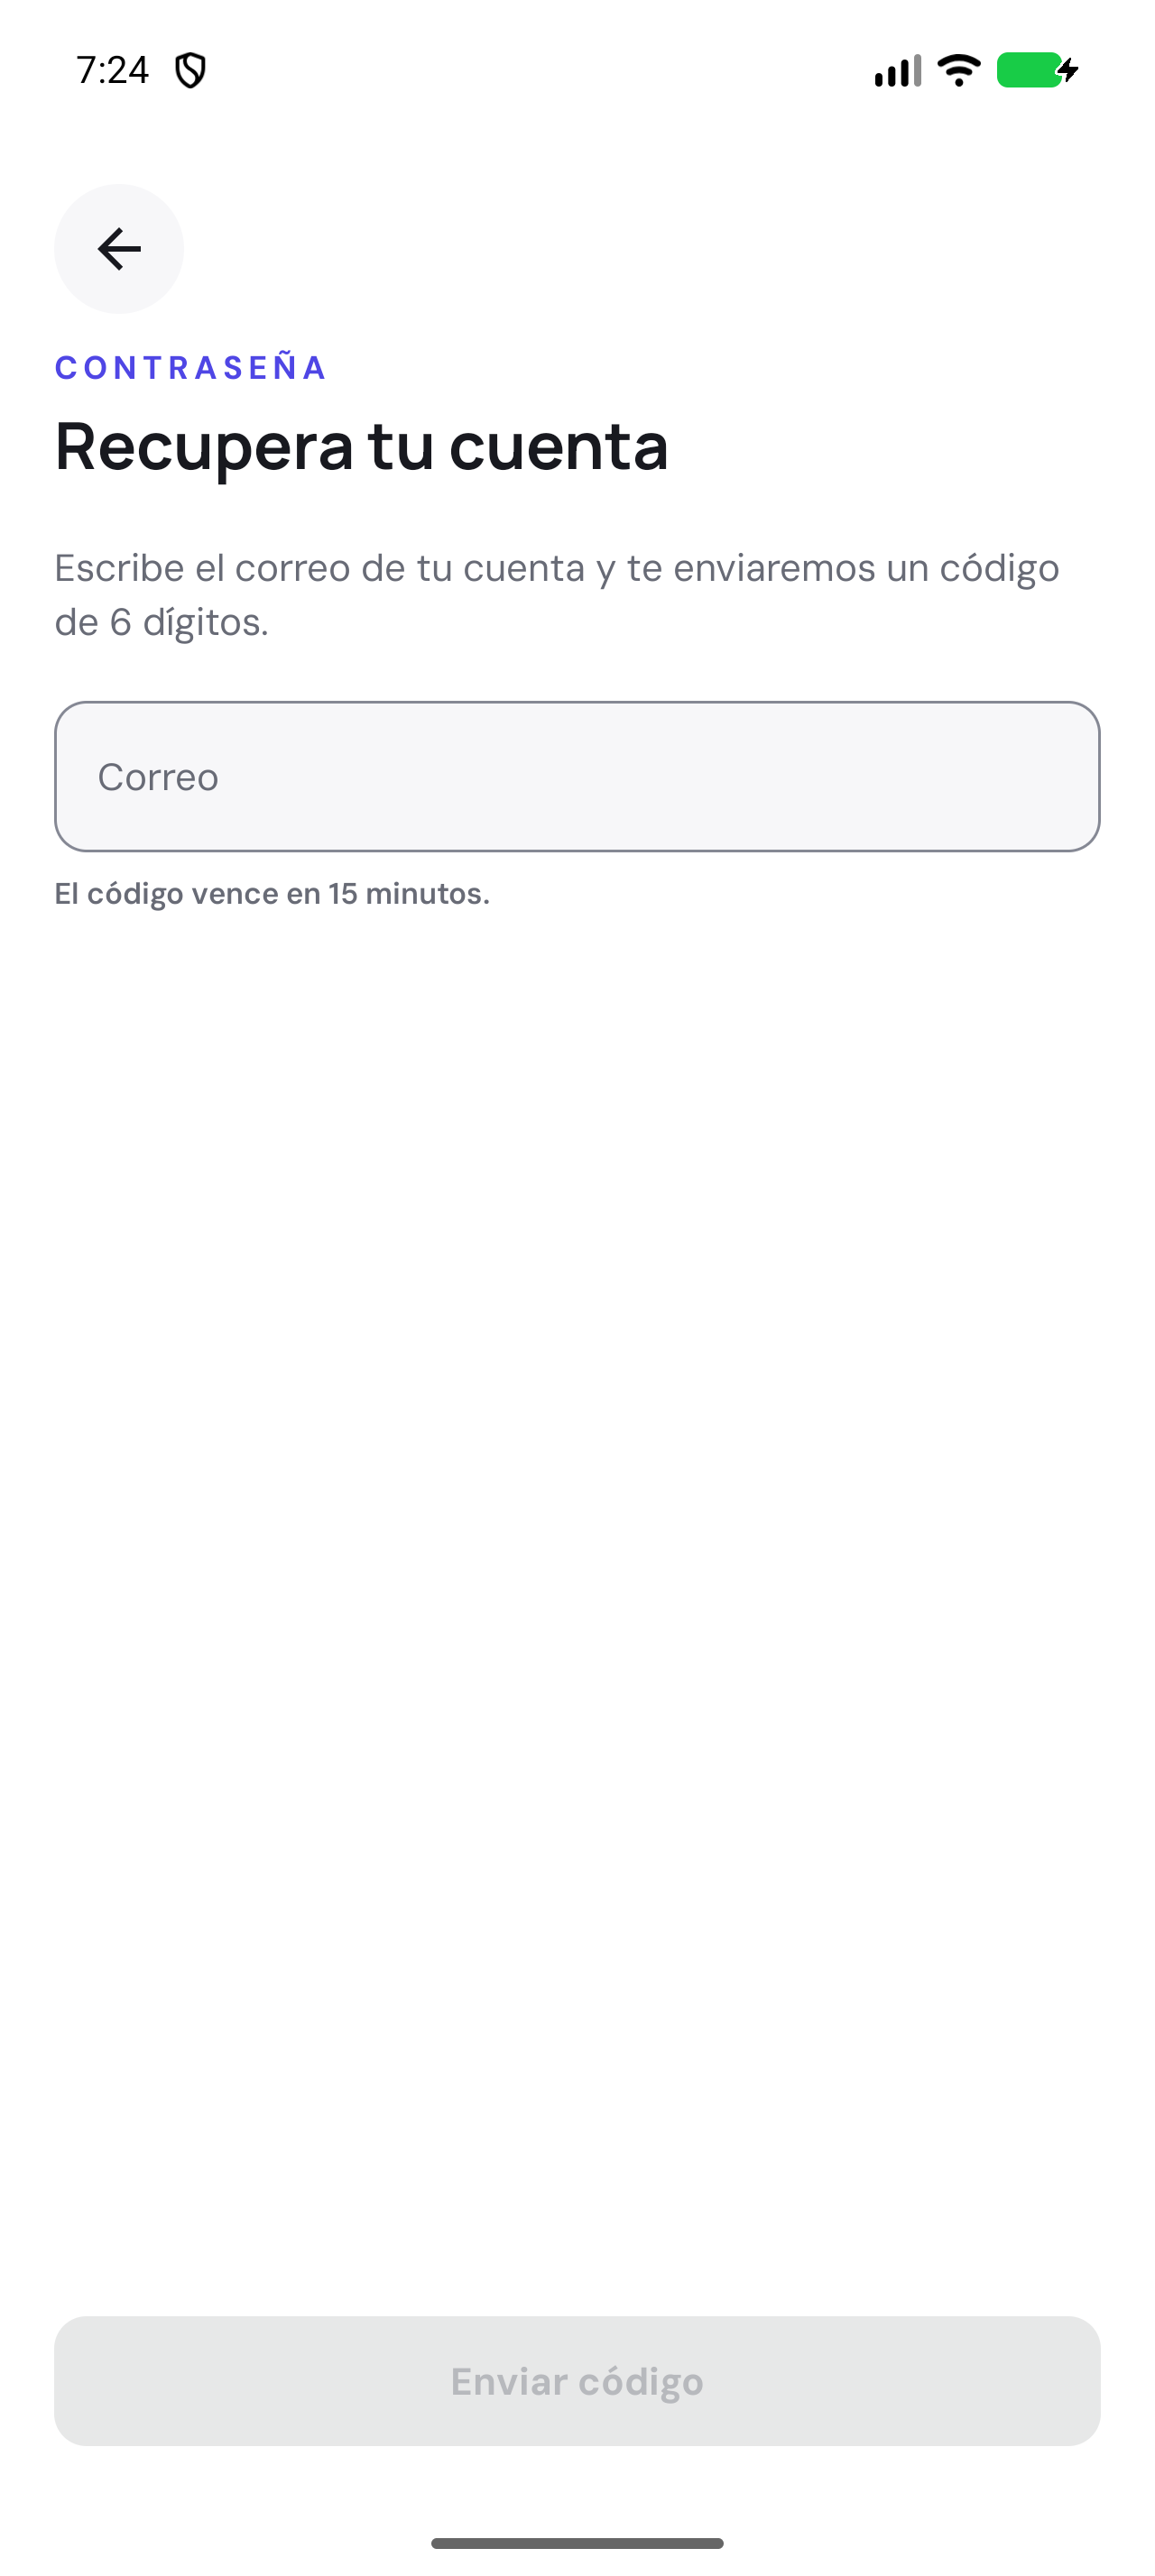 7:24
CONTRASEÑA
Recupera tu cuenta
Escribe el correo de tu cuenta y te enviaremos un código
de 6 dígitos.
Correo
El código vence en 15 minutos.
Enviar código